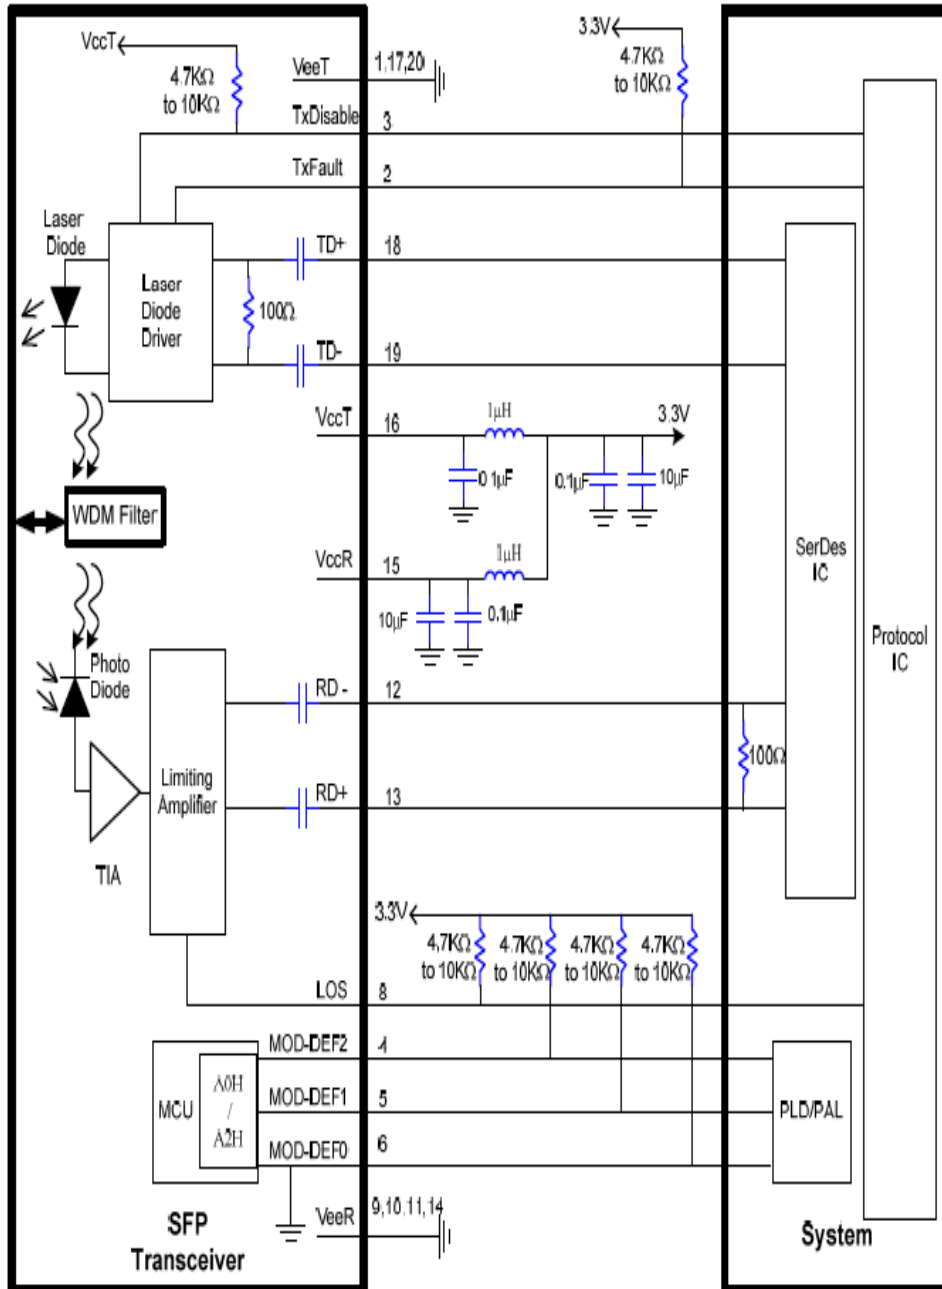 VccT
4.7KΩ
to 10KΩ
VeeT
1,17,20
3.3V
4.7KΩ
to 10KΩ
TxDisable
3
TxFault
2
Laser
Diode
Laser
Diode
Driver
TD+
18
100Ω
TD-
19
VccT
16
1μH
3.3V
0.1μF
0.1μF
10μF
WDM Filter
VccR
15
1μH
10μF
0.1μF
SerDes
IC
Protocol
IC
Photo
Diode
RD -
12
Limiting
Amplifier
100Ω
RD+
13
TIA
3.3V
4.7KΩ
to 10KΩ
4.7KΩ
to 10KΩ
4.7KΩ
to 10KΩ
4.7KΩ
to 10KΩ
LOS
8
MOD-DEF2
4
MCU
A0H
/
A2H
MOD-DEF1
5
PLD/PAL
MOD-DEF0
6
VeeR
9,10,11,14
SFP
Transceiver
System